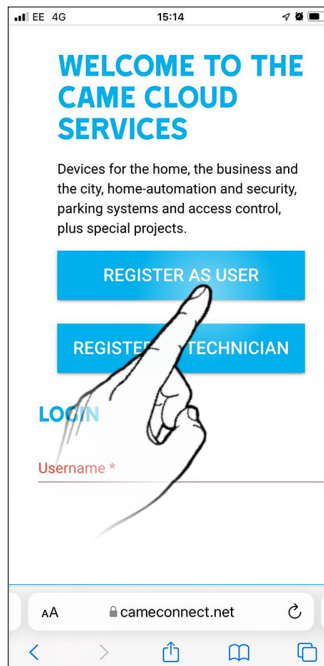 EE 4G 15:14
WELCOME TO THE
CAME CLOUD
SERVICES
Devices for the home, the business and
the city, home-automation and security,
parking systems and access control,
plus special projects.
REGISTER AS USER
TECHNICIAN
LOGIN
Username *
AA cameconnect.net